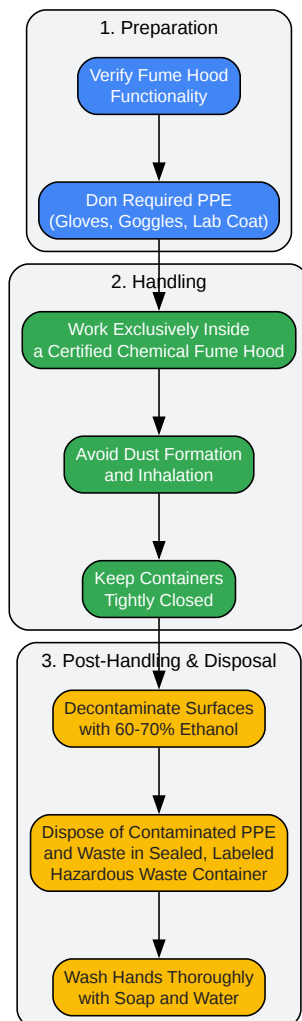 1. Preparation
Verify Fume Hood
Functionality
Don Required PPE
(Gloves, Goggles, Lab Coat)
2. Handling
Work Exclusively Inside
a Certified Chemical Fume Hood
Avoid Dust Formation
and Inhalation
Keep Containers
Tightly Closed
3. Post-Handling & Disposal
Decontaminate Surfaces
with 60-70% Ethanol
Dispose of Contaminated PPE
and Waste in Sealed, Labeled
Hazardous Waste Container
Wash Hands Thoroughly
with Soap and Water